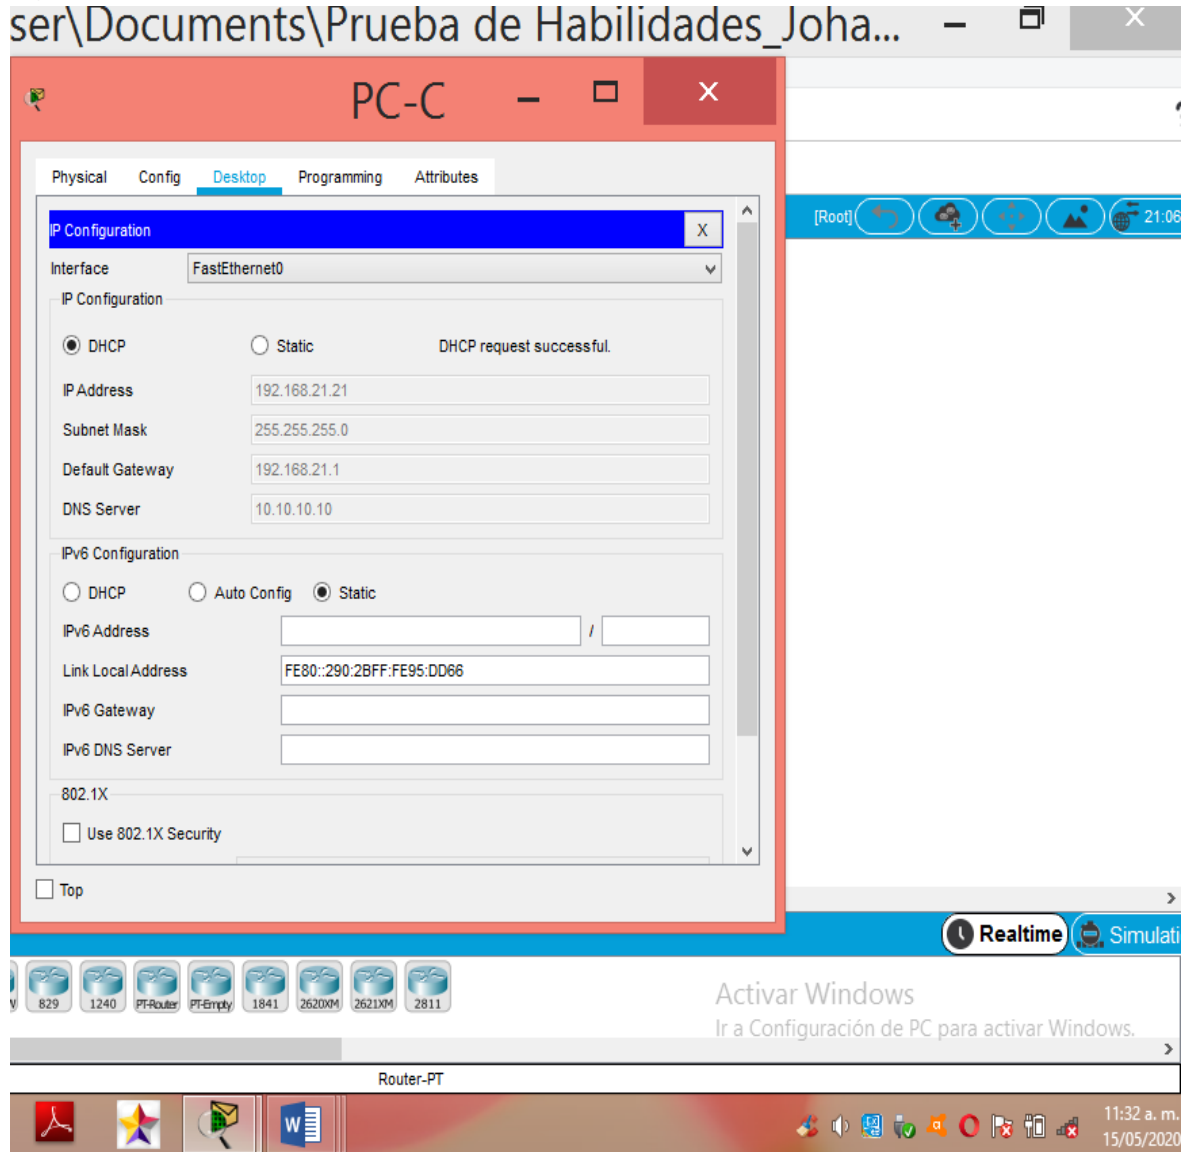 ser\Documents\Prueba de Habilidades_Joha...
PC-C
Physical Config Desktop Programming Attributes
[Root] 21:06
IP Configuration X
Interface FastEthernet0
IP Configuration
DHCP Static DHCP request successful.
IP Address 192.168.21.21
Subnet Mask 255.255.255.0
Default Gateway 192.168.21.1
DNS Server 10.10.10.10
IPv6 Configuration
DHCP Auto Config Static
IPv6 Address /
Link Local Address FE80::290:2BFF:FE95:DD66
IPv6 Gateway
IPv6 DNS Server
802.1X
Use 802.1X Security
Top
Realtime Simulati
829 1240 PT-Router PT-Empty 1841 2620XM 2621XM 2811
Activar Windows
Ir a Configuración de PC para activar Windows.
Router-PT
11:32 a. m.
15/05/2020